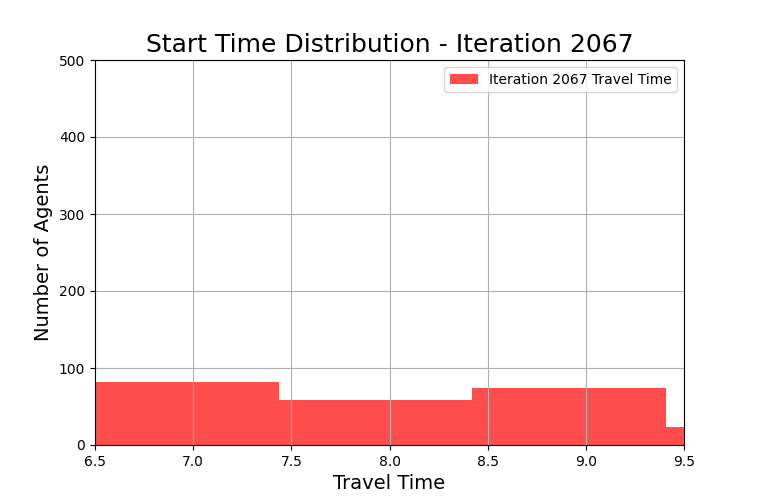 Start Time Distribution - Iteration 2067
500
400
300
200
100
0
Number of Agents
Iteration 2067 Travel Time
6.5 7.0 7.5 8.0 8.5 9.0 9.5
Travel Time